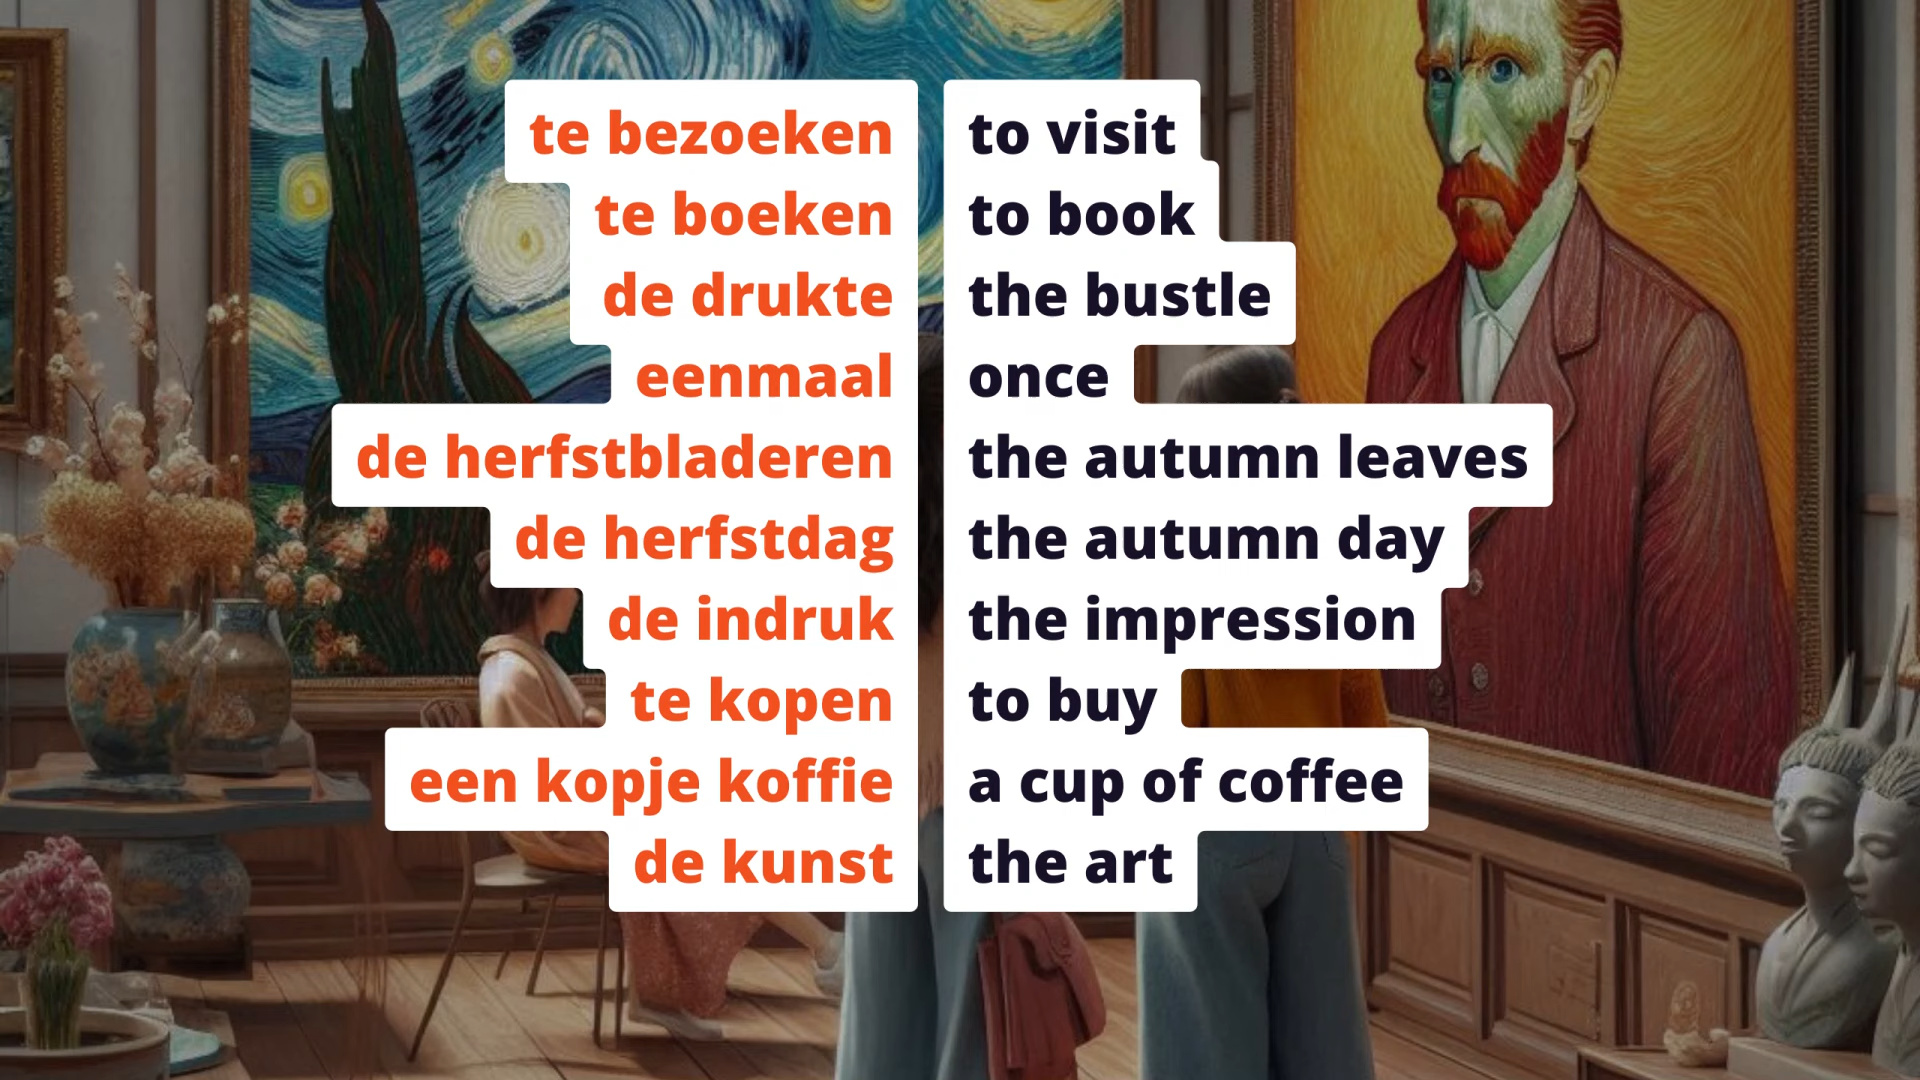 te bezoeken to visit
te boeken to book
de drukte the bustle
eenmaal once
de herfstbladeren the autumn leaves
de herfstdag the autumn day
de indruk the impression
te kopen to buy
een kopje koffie a cup of coffee
de kunst the art